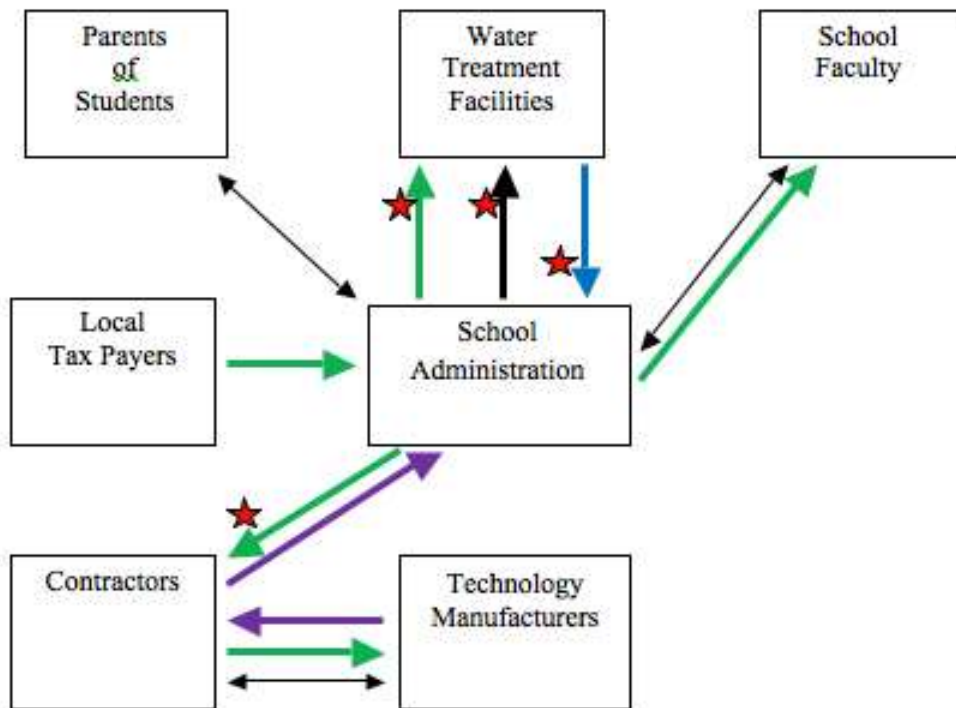 Parents
of
Students
Water
Treatment
Facilities
School
Faculty
Local
Tax Payers
School
Administration
Contractors
Technology
Manufacturers